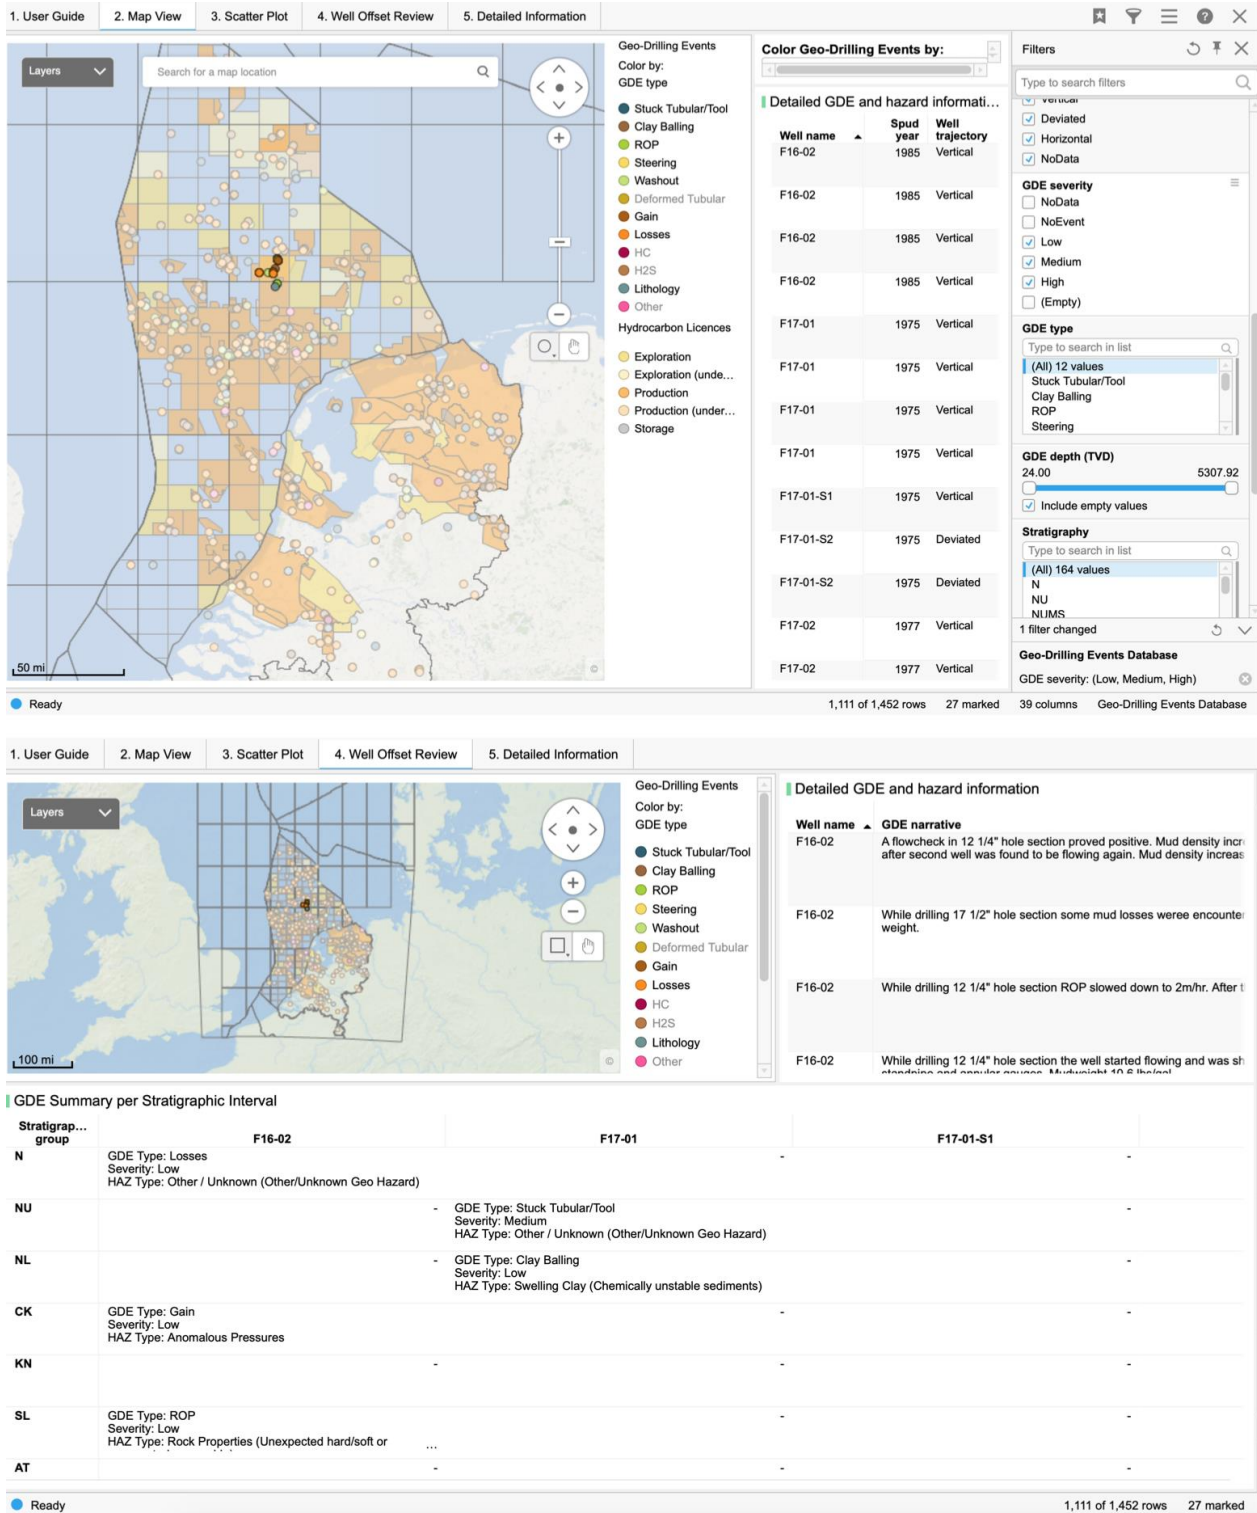 1. User Guide
2. Map View
3. Scatter Plot
4. Well Offset Review
5. Detailed Information
Layers
Search for a map location
50 mi
©
Geo-Drilling Events
Color by:
GDE type
Stuck Tubular/Tool
Clay Balling
ROP
Steering
Washout
Deformed Tubular
Gain
Losses
HC
H2S
Lithology
Other
Hydrocarbon Licences
Exploration
Exploration (unde...
Production
Production (under...
Storage
Color Geo-Drilling Events by:
Detailed GDE and hazard informati...
Well name Spud year Well trajectory
F16-02 1985 Vertical
F16-02 1985 Vertical
F16-02 1985 Vertical
F16-02 1985 Vertical
F17-01 1975 Vertical
F17-01 1975 Vertical
F17-01 1975 Vertical
F17-01 1975 Vertical
F17-01-S1 1975 Vertical
F17-01-S2 1975 Deviated
F17-01-S2 1975 Deviated
F17-02 1977 Vertical
F17-02 1977 Vertical
Filters
Type to search filters
Vertical
Deviated
Horizontal
NoData
GDE severity
NoData
NoEvent
Low
Medium
High
(Empty)
GDE type
Type to search in list
(All) 12 values
Stuck Tubular/Tool
Clay Balling
ROP
Steering
GDE depth (TVD)
24.00 5307.92
Include empty values
Stratigraphy
Type to search in list
(All) 164 values
N
NU
NUMS
1 filter changed
Geo-Drilling Events Database
GDE severity: (Low, Medium, High)
Ready
1,111 of 1,452 rows 27 marked 39 columns Geo-Drilling Events Database
1. User Guide
2. Map View
3. Scatter Plot
4. Well Offset Review
5. Detailed Information
Layers
100 mi
©
Geo-Drilling Events
Color by:
GDE type
Stuck Tubular/Tool
Clay Balling
ROP
Steering
Washout
Deformed Tubular
Gain
Losses
HC
H2S
Lithology
Other
Detailed GDE and hazard information
Well name GDE narrative
F16-02 A flowcheck in 12 1/4" hole section proved positive. Mud density incr
after second well was found to be flowing again. Mud density increas
F16-02 While drilling 17 1/2" hole section some mud losses weree encounte
weight.
F16-02 While drilling 12 1/4" hole section ROP slowed down to 2m/hr. After t
F16-02 While drilling 12 1/4" hole section the well started flowing and was sh
standpipe and annular gauges. Mudweight 10.6 lbs/gal
GDE Summary per Stratigraphic Interval
Stratigrap...
group F16-02 F17-01 F17-01-S1
N GDE Type: Losses - -
Severity: Low
HAZ Type: Other / Unknown (Other/Unknown Geo Hazard)
NU - GDE Type: Stuck Tubular/Tool -
Severity: Medium
HAZ Type: Other / Unknown (Other/Unknown Geo Hazard)
NL - GDE Type: Clay Balling -
Severity: Low
HAZ Type: Swelling Clay (Chemically unstable sediments)
CK GDE Type: Gain - -
Severity: Low
HAZ Type: Anomalous Pressures
KN - - -
SL GDE Type: ROP - -
Severity: Low
HAZ Type: Rock Properties (Unexpected hard/soft or ...
AT - - -
Ready
1,111 of 1,452 rows 27 marked